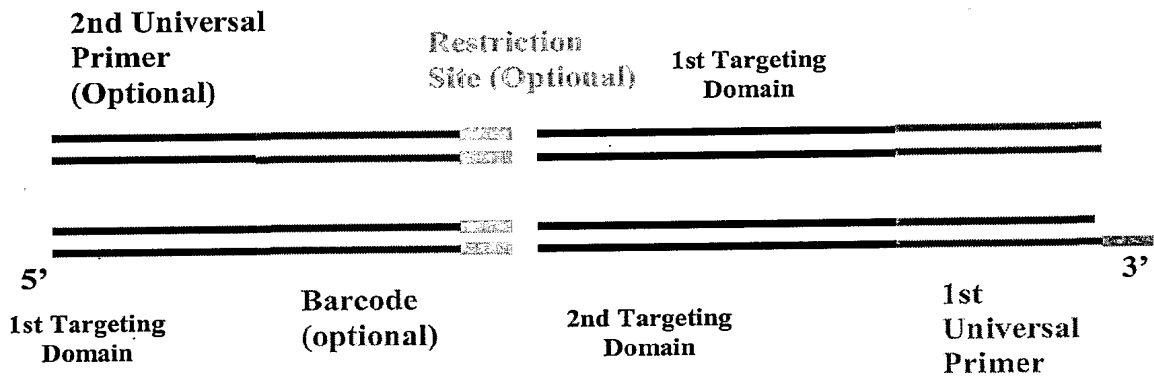 2nd Universal
Primer
(Optional)
Restriction
Site (Optional)
1st Targeting
Domain
5’
3’
1st Targeting
Domain
Barcode
(optional)
2nd Targeting
Domain
1st
Universal
Primer